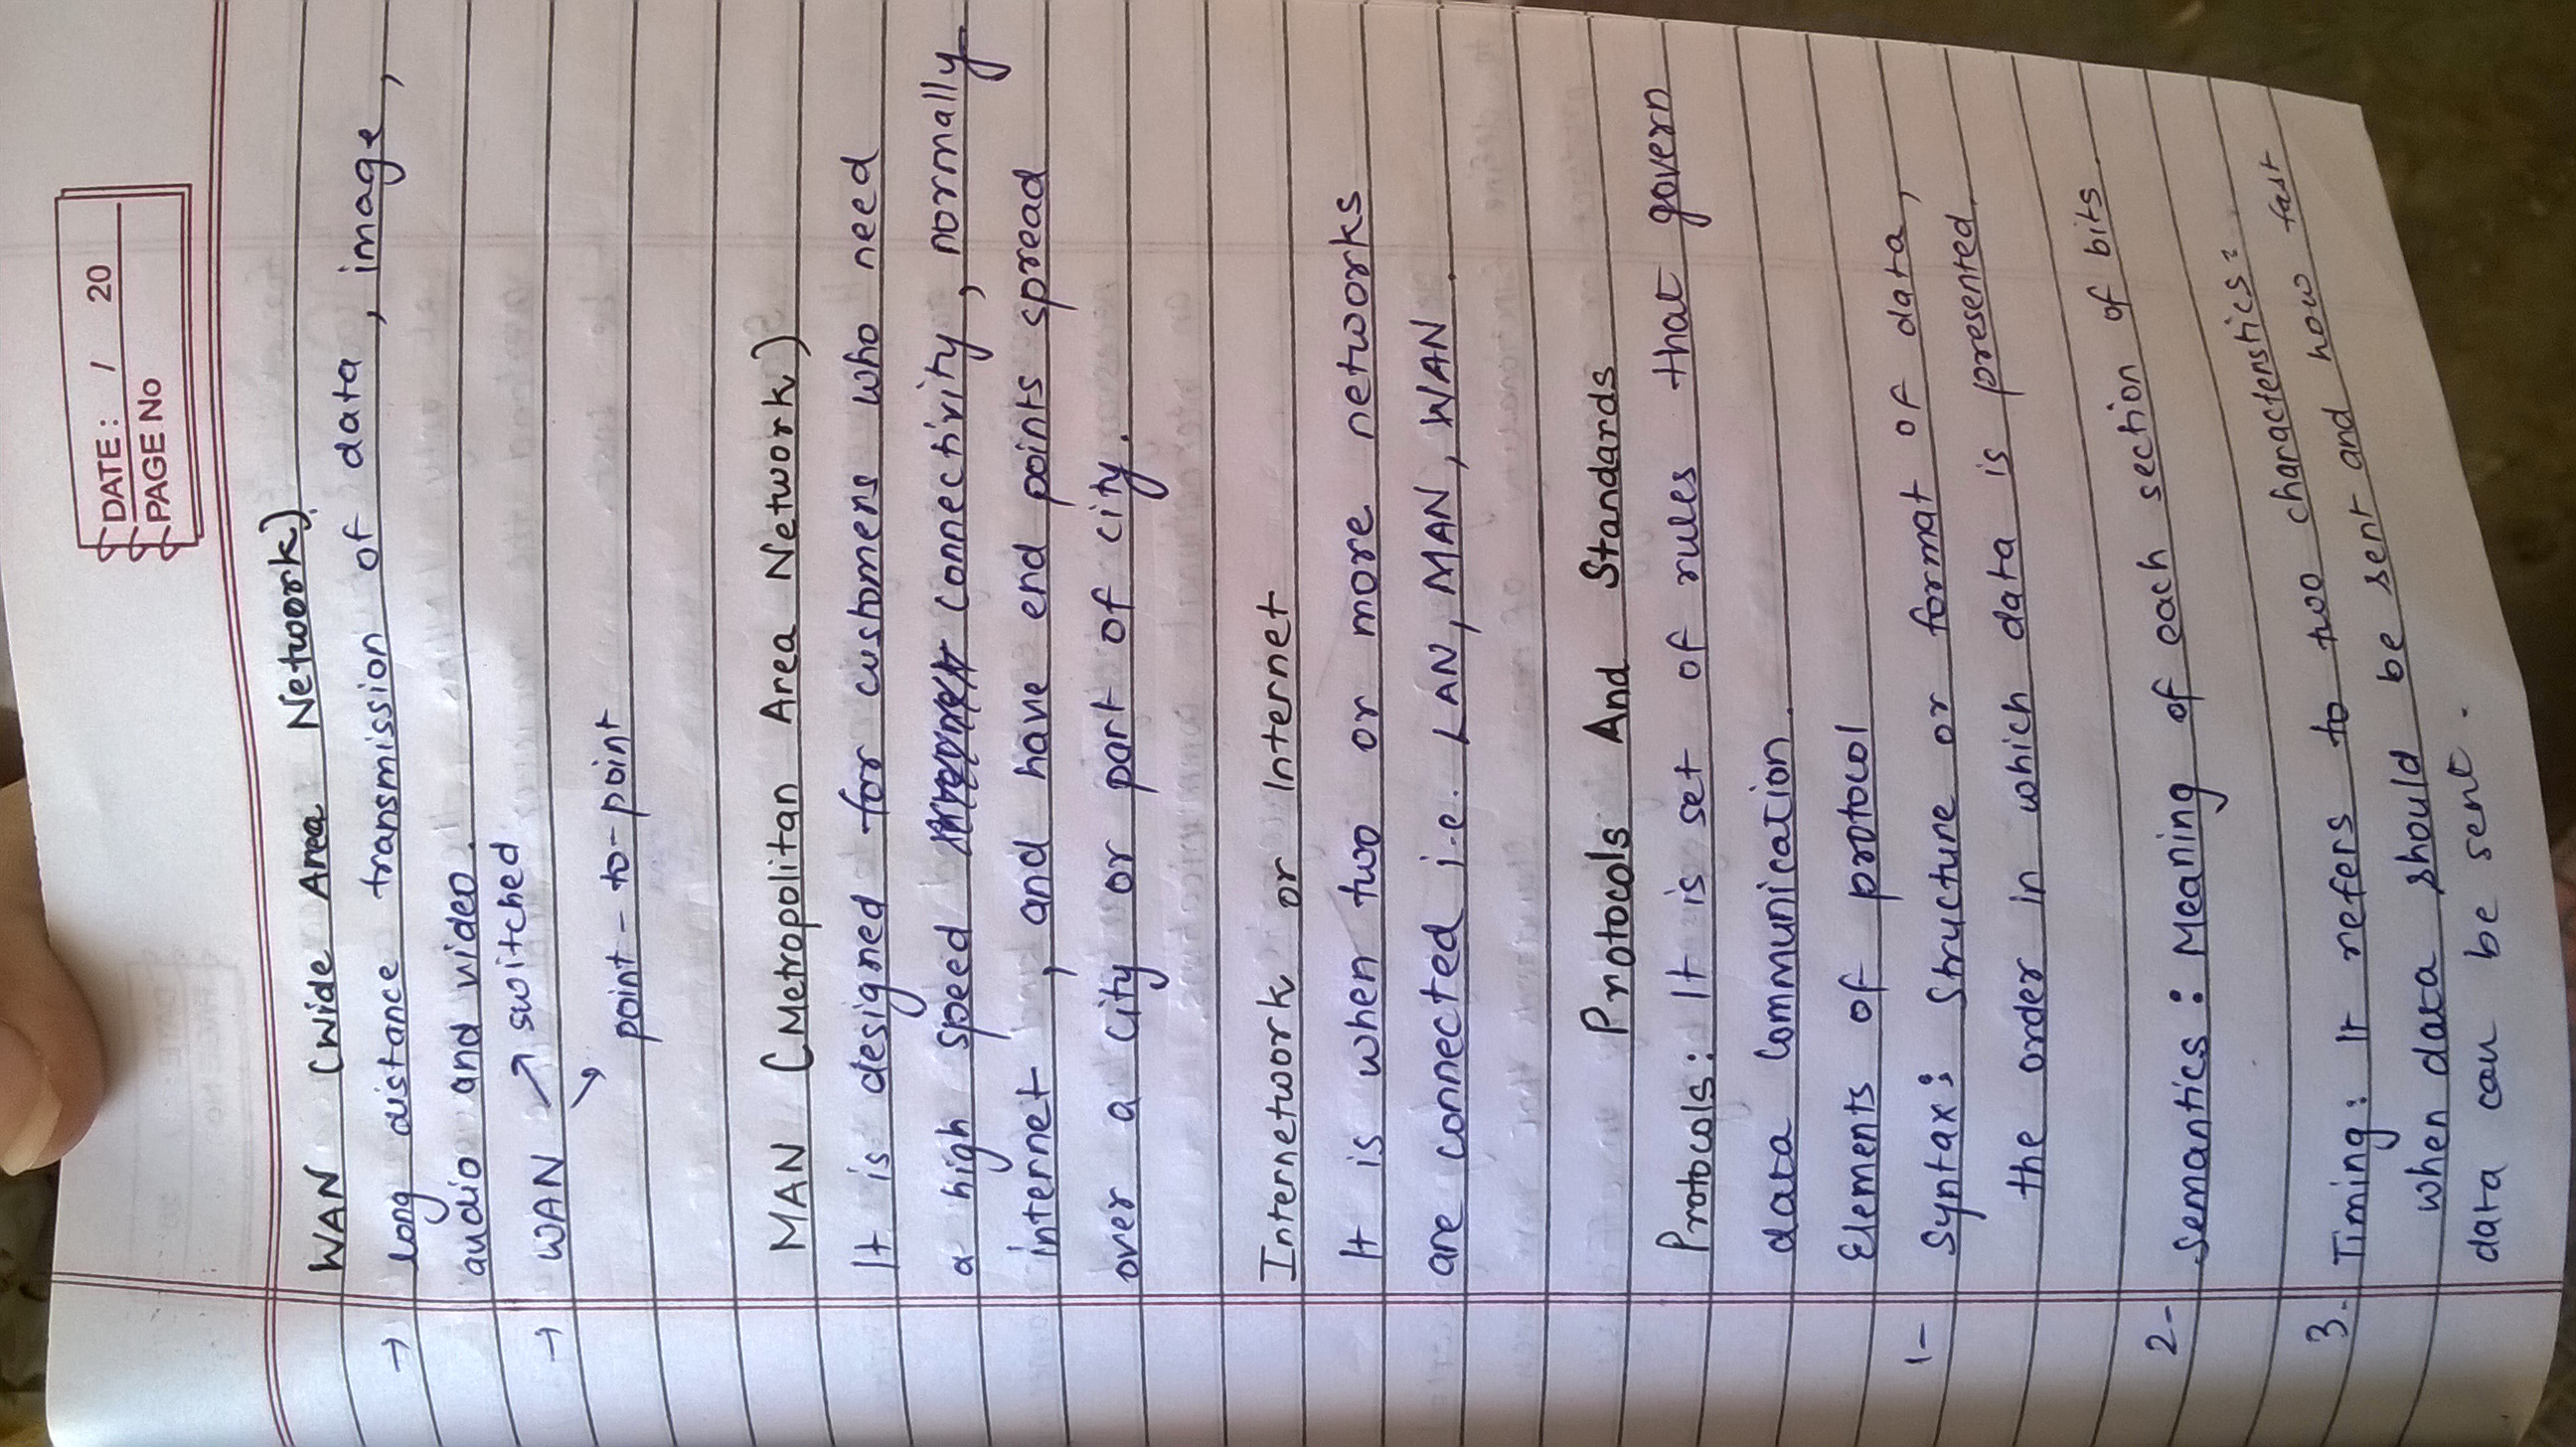 DATE: / 20
PAGE No
WAN (Wide Area Network)
→ long distance transmission of data, image,
audio and video.
→ WAN ↗ switched
↘ point-to-point
MAN (Metropolitan Area Network)
It is designed for customers who need
a high speed connectivity, normally
internet, and have end points spread
over a city or part of city.
Internetwork or Internet
It is when two or more networks
are connected i.e. LAN, MAN, WAN.
Protocols And Standards
Protocols: It is set of rules that govern
data communication.
Elements of protocol
1- Syntax: Structure or format of data,
the order in which data is presented.
2- Semantics: Meaning of each section of bits
3. Timing: It refers to two characterstics:
when data should be sent and how fast
data can be sent.